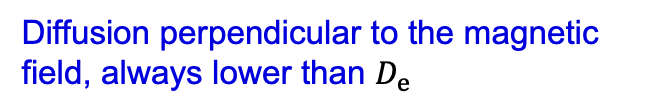 Diffusion perpendicular to the magnetic
field, always lower than Dₑ